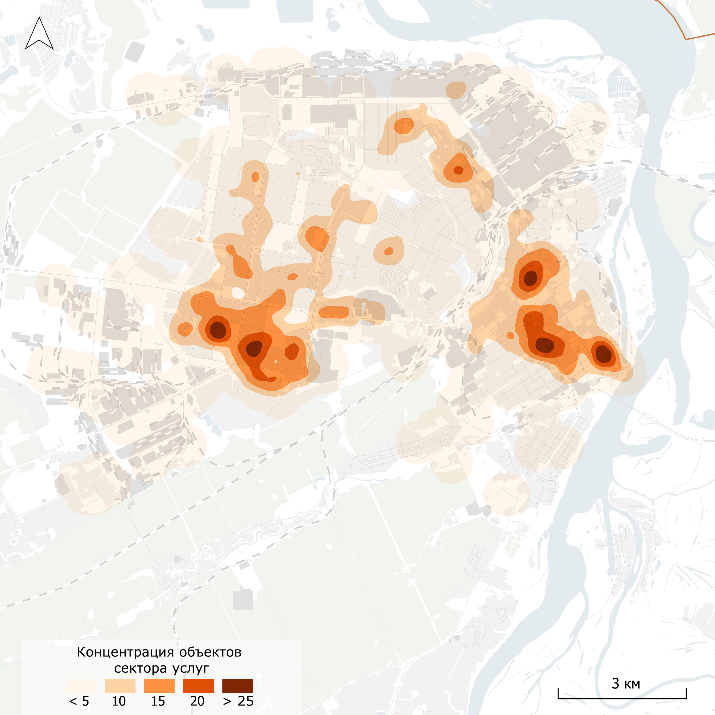 Концентрация объектов
сектора услуг
< 5 10 15 20 > 25
3 км